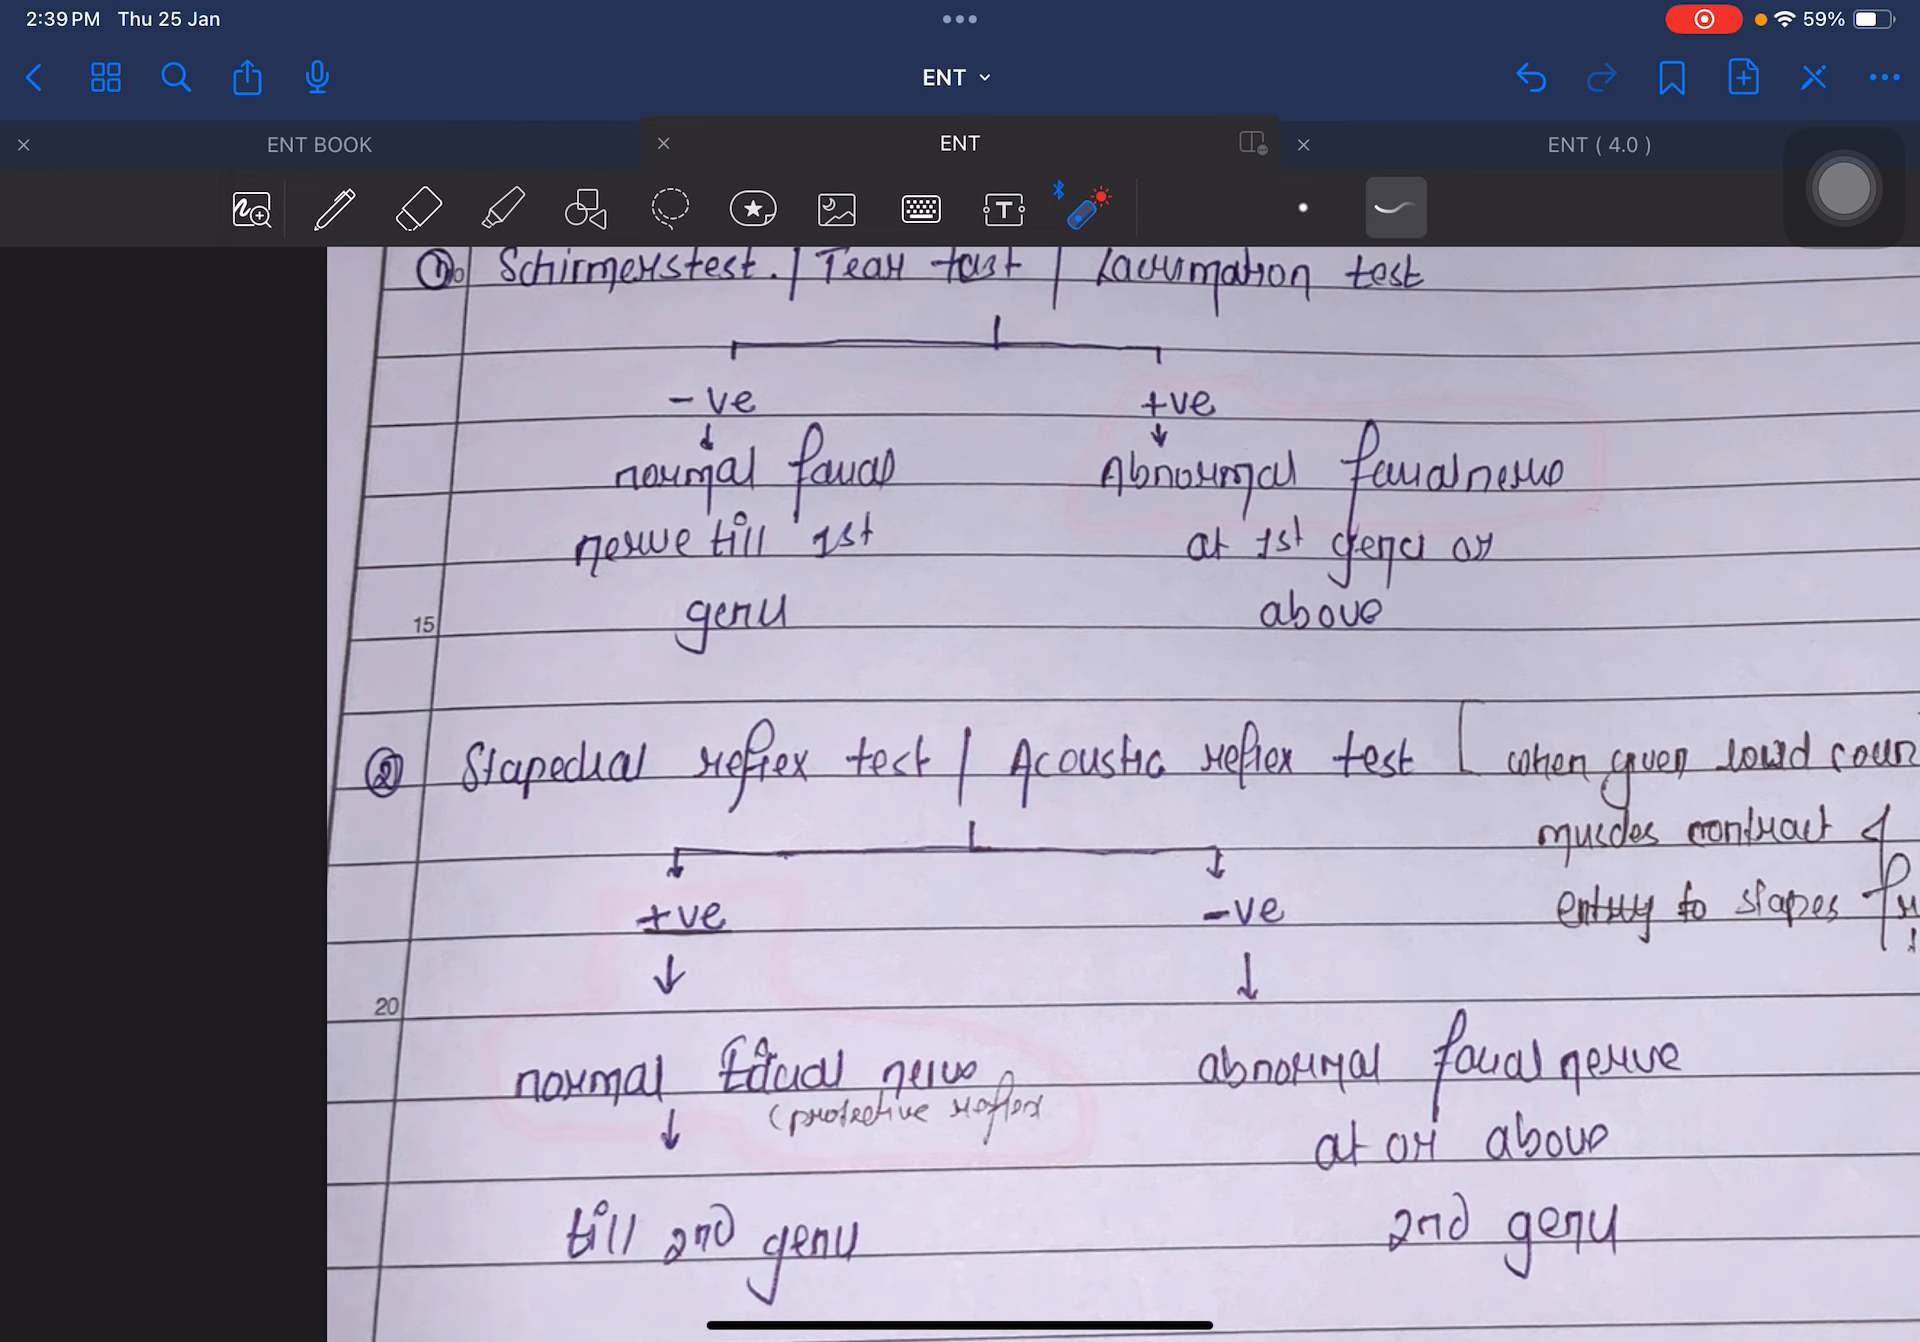 2:39 PM Thu 25 Jan
59%
ENT
ENT BOOK
ENT
ENT ( 4.0 )
T
1. Schirmers test. / Tear test / Lacrimation test
-ve
+ve
normal facial
Abnormal facial nerve
nerve till 1st
at 1st genu or
genu
above
15
2 Stapedial reflex test / Acoustic reflex test [ when given loud
muscles contract &
+ve
-ve
entry to stapes
20
normal facial nerve
abnormal facial nerve
(protective reflex
at or above
till 2nd genu
2nd genu